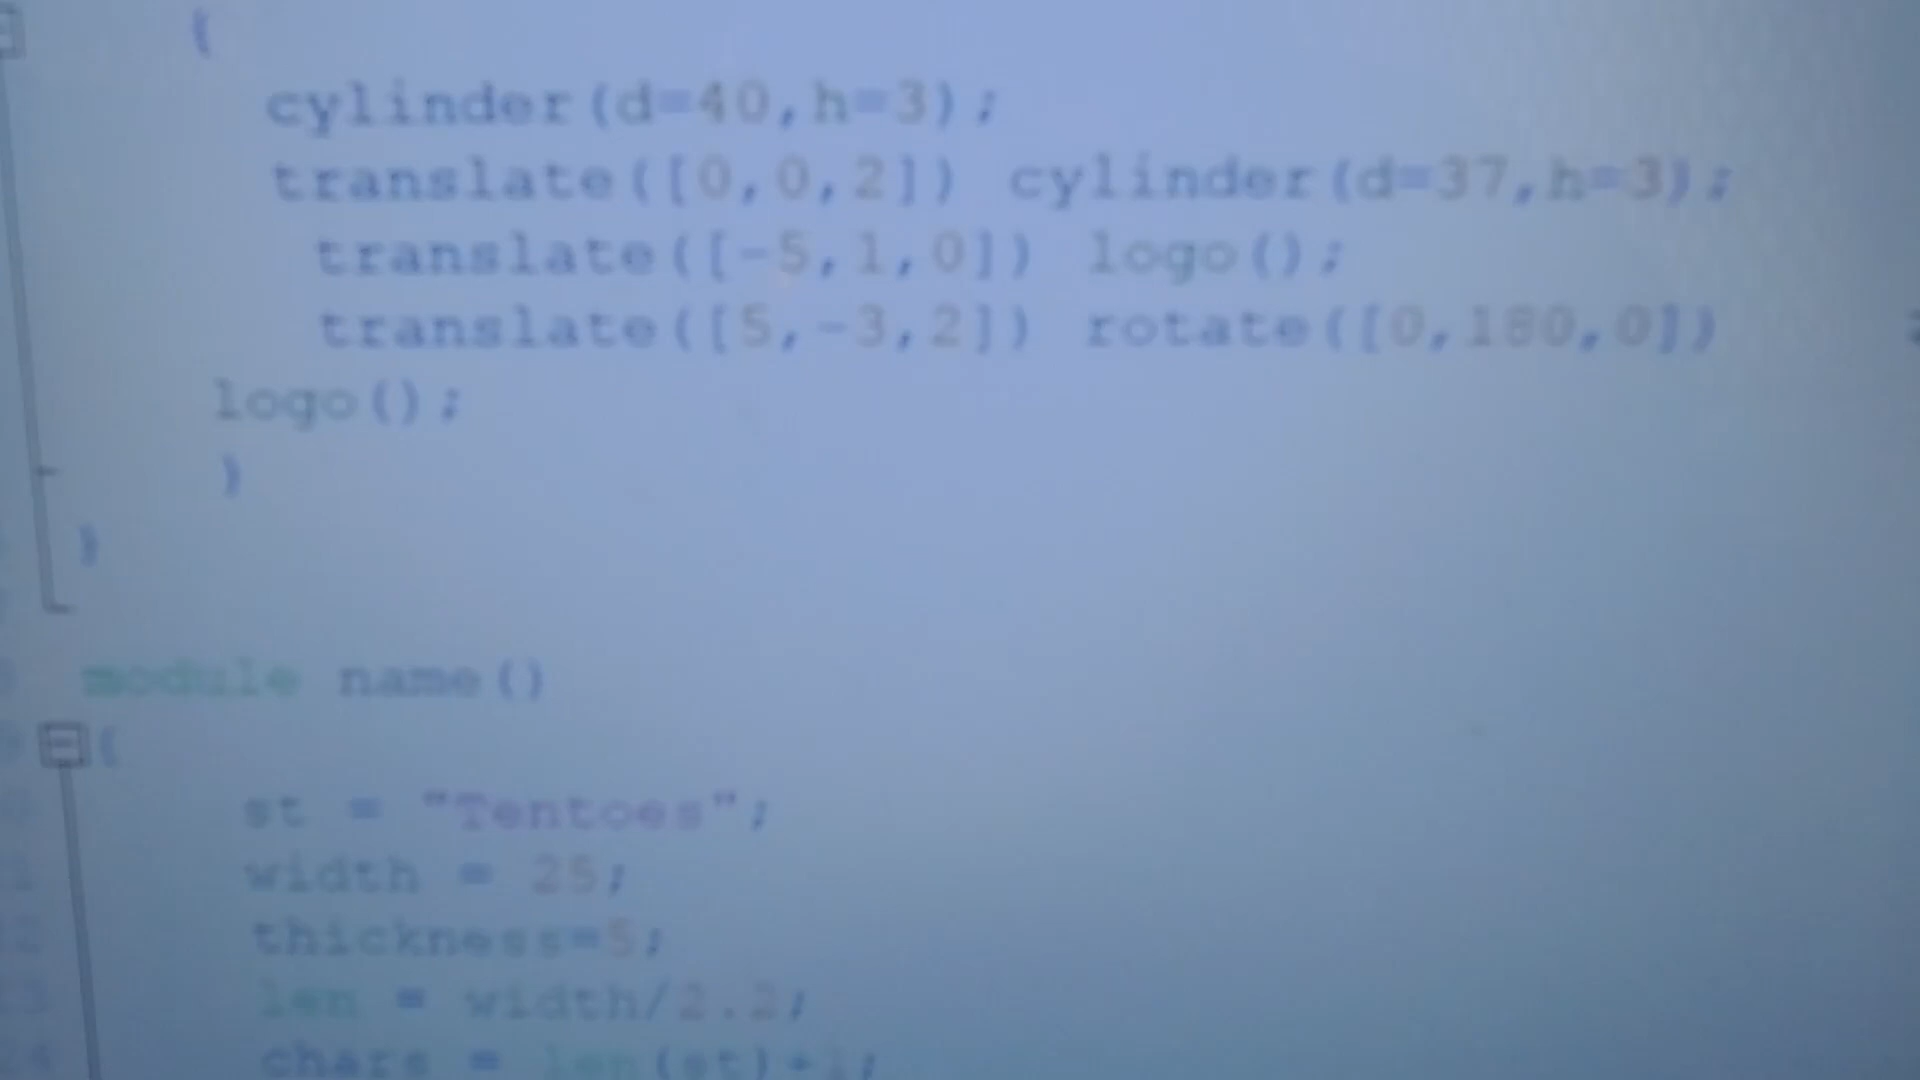 {
cylinder(d=40,h=3);
translate([0,0,2]) cylinder(d=37,h=3);
translate([-5,1,0]) logo();
translate([5,-3,2]) rotate([0,180,0])
logo();
}
}
module name()
{
st = "Tentoes";
width = 25;
thickness=5;
len = width/2.2;
chars = len(st)+1;